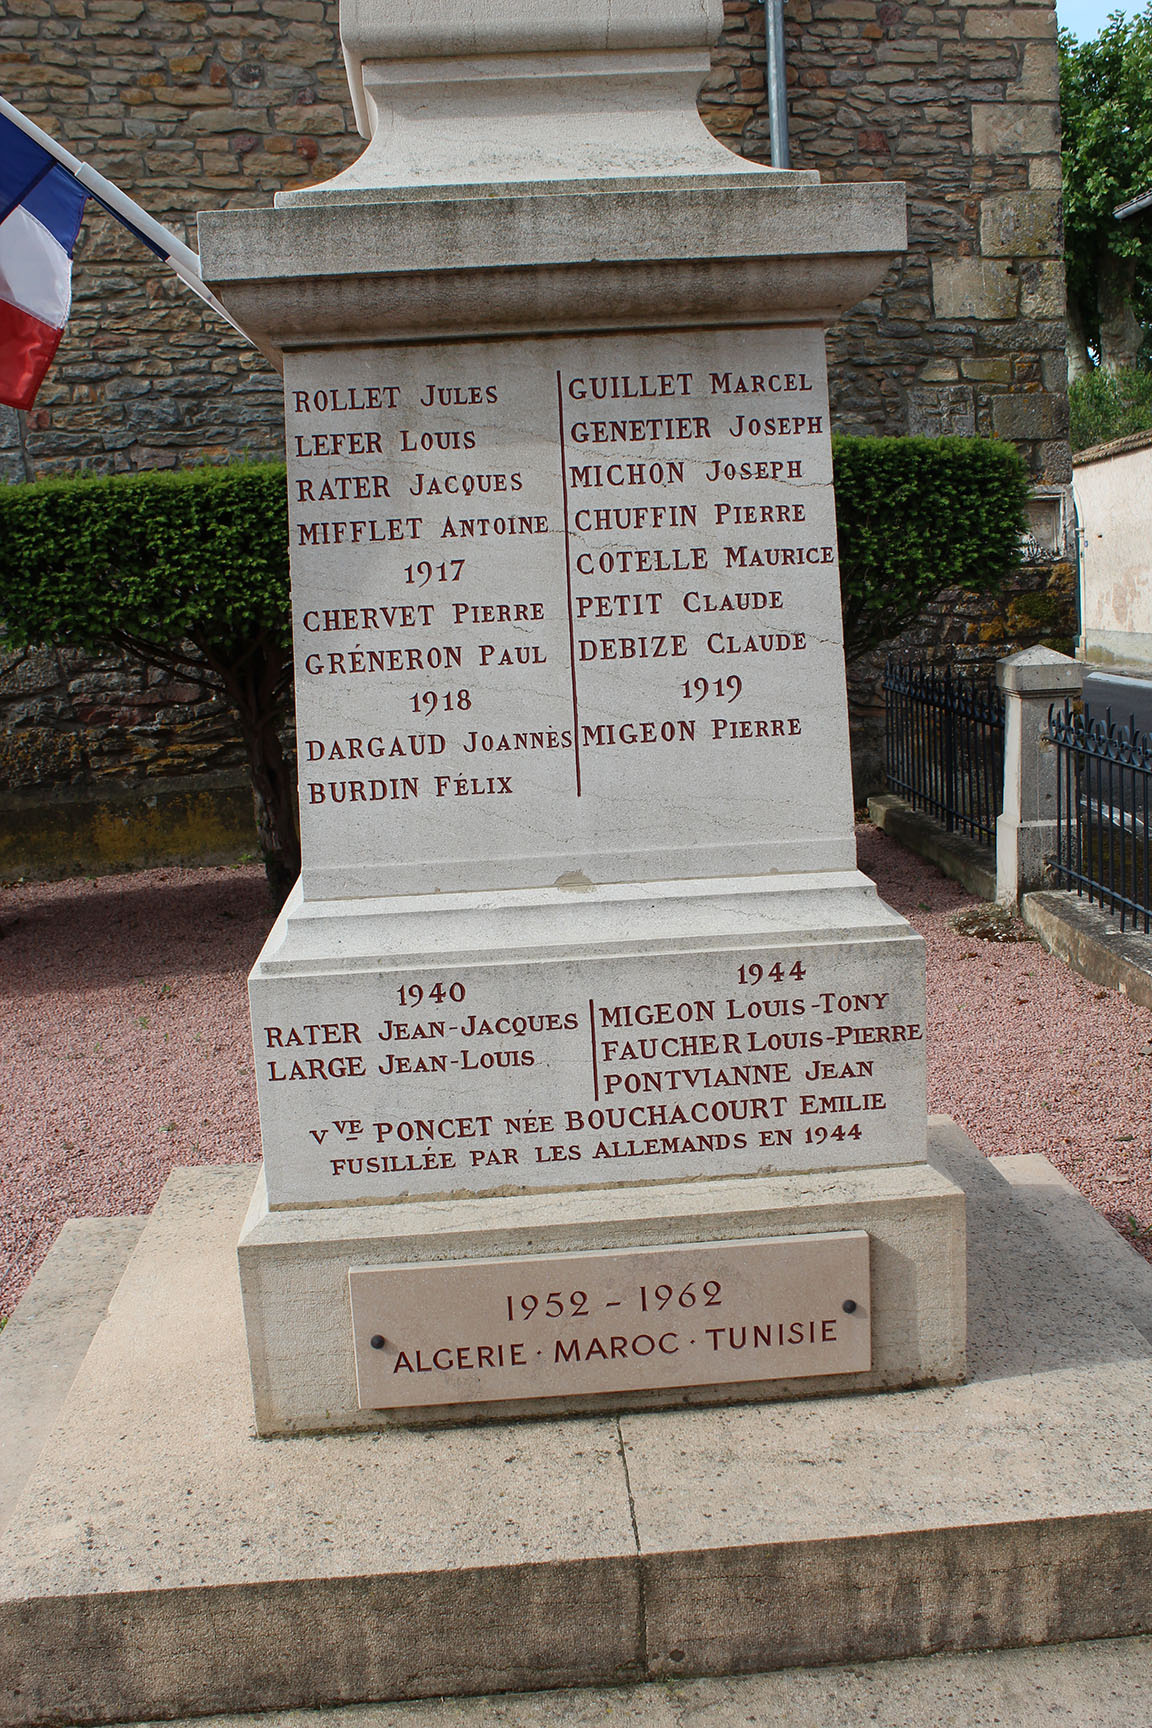 ROLLET JULES
LEFER LOUIS
RATER JACQUES
MIFFLET ANTOINE
1917
CHERVET PIERRE
GRÉNERON PAUL
1918
DARGAUD JOANNÈS
BURDIN FÉLIX
GUILLET MARCEL
GENETIER JOSEPH
MICHON JOSEPH
CHUFFIN PIERRE
COTELLE MAURICE
PETIT CLAUDE
DEBIZE CLAUDE
1919
MIGEON PIERRE
1940
RATER JEAN-JACQUES
LARGE JEAN-LOUIS
1944
MIGEON LOUIS-TONY
FAUCHER LOUIS-PIERRE
PONTVIANNE JEAN
VVE PONCET NÉE BOUCHACOURT EMILIE
FUSILLÉE PAR LES ALLEMANDS EN 1944
1952 - 1962
ALGERIE · MAROC · TUNISIE